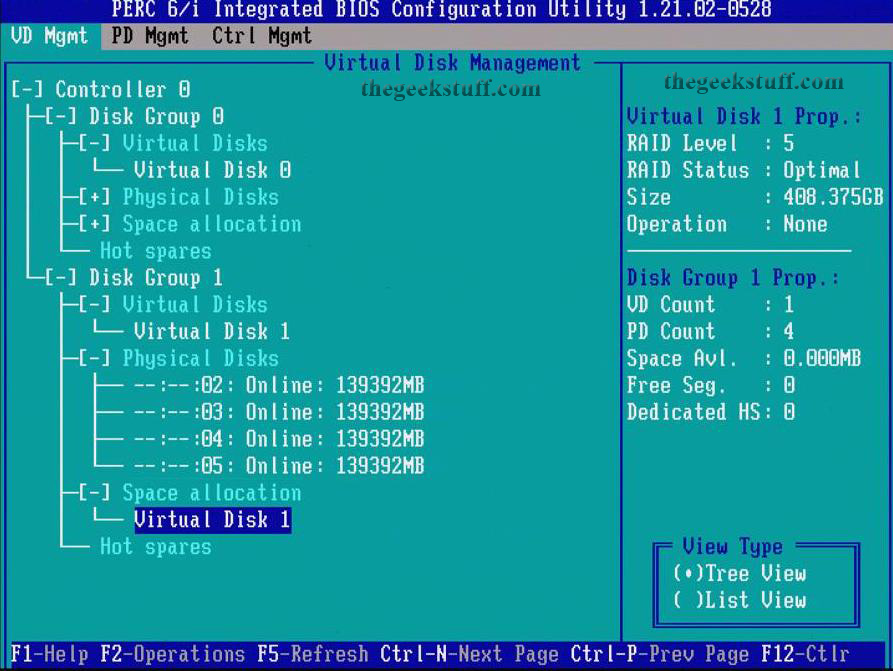 PERC 6/i Integrated BIOS Configuration Utility 1.21.02-0528
VD Mgmt PD Mgmt Ctrl Mgmt
Virtual Disk Management
thegeekstuff.com
[-] Controller 0
[-] Disk Group 0
[-] Virtual Disks
Virtual Disk 0
[+] Physical Disks
[+] Space allocation
Hot spares
[-] Disk Group 1
[-] Virtual Disks
Virtual Disk 1
[-] Physical Disks
--:--:02: Online: 139392MB
--:--:03: Online: 139392MB
--:--:04: Online: 139392MB
--:--:05: Online: 139392MB
[-] Space allocation
Virtual Disk 1
Hot spares
thegeekstuff.com
Virtual Disk 1 Prop.:
RAID Level : 5
RAID Status : Optimal
Size : 408.375GB
Operation : None
Disk Group 1 Prop.:
VD Count : 1
PD Count : 4
Space Avl. : 0.000MB
Free Seg. : 0
Dedicated HS: 0
View Type
(•)Tree View
( )List View
F1-Help F2-Operations F5-Refresh Ctrl-N-Next Page Ctrl-P-Prev Page F12-Ctlr